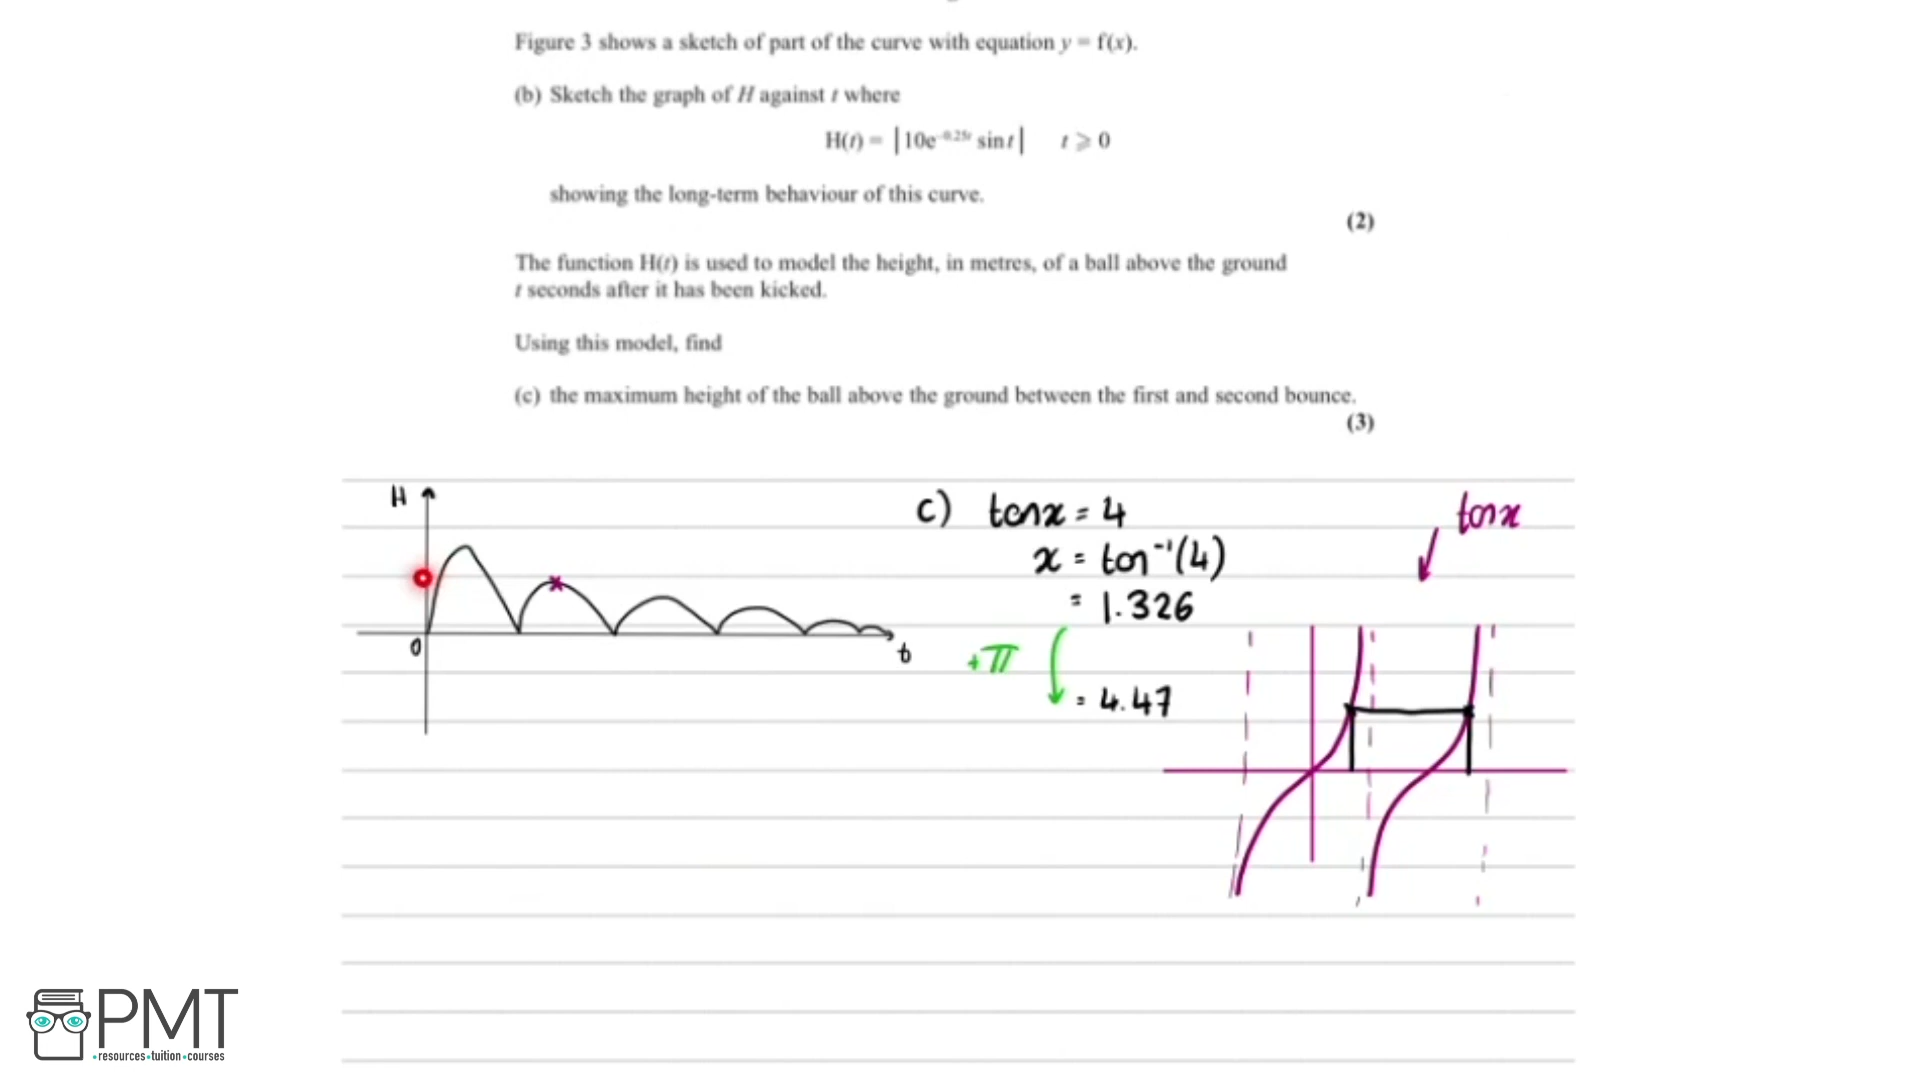 Figure 3 shows a sketch of part of the curve with equation y = f(x).
(b) Sketch the graph of H against t where
H(t) = |10e^{-0.25t} sin t|    t ⩾ 0
showing the long-term behaviour of this curve.
(2)
The function H(t) is used to model the height, in metres, of a ball above the ground
t seconds after it has been kicked.
Using this model, find
(c) the maximum height of the ball above the ground between the first and second bounce.
(3)
H
0
t
c) tan x = 4
x = tan⁻¹(4)
= 1.326
+π
= 4.47
tan x
PMT
•resources•tuition•courses